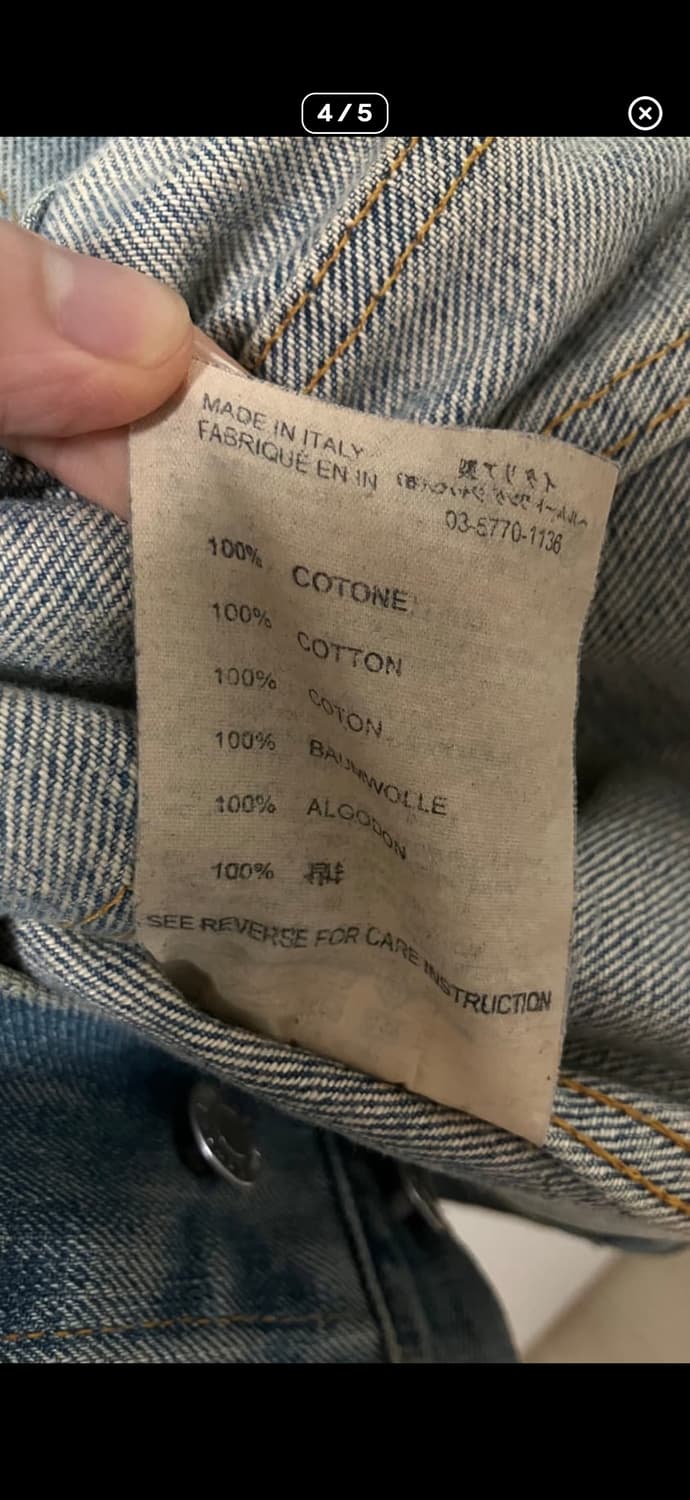 4/5
MADE IN ITALY
FABRIQUÉ EN IN
03-5770-1136
100% COTONE
100% COTTON
100% COTON
100% BAUMWOLLE
100% ALGODON
100%
SEE REVERSE FOR CARE INSTRUCTION